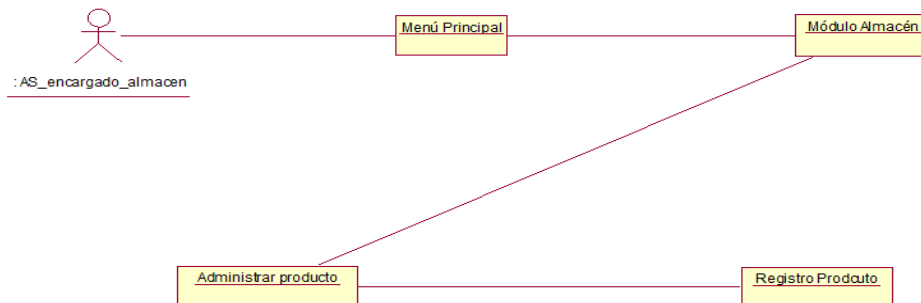 Menú Principal
Módulo Almacén
: AS_encargado_almacen
Administrar producto
Registro Prodcuto